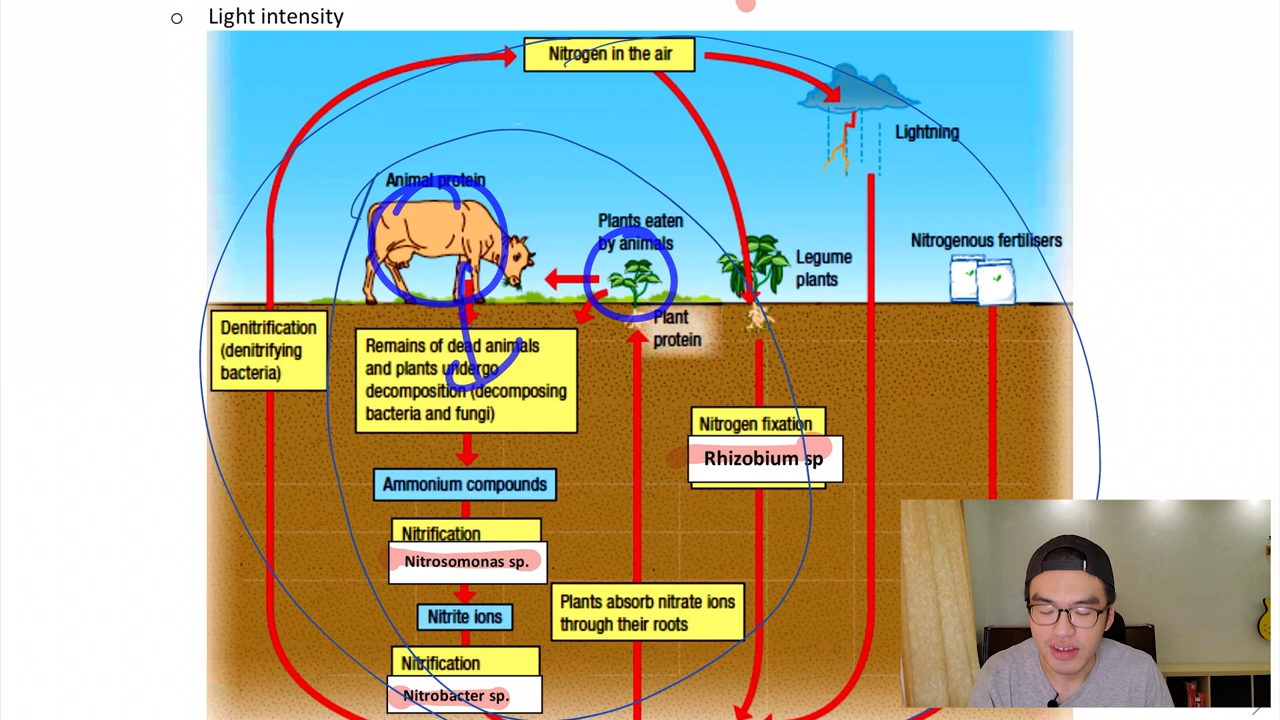 Light intensity
Nitrogen in the air
Lightning
Animal protein
Plants eaten
by animals
Legume
plants
Nitrogenous fertilisers
Plant
protein
Denitrification
(denitrifying
bacteria)
Remains of dead animals
and plants undergo
decomposition (decomposing
bacteria and fungi)
Nitrogen fixation
Rhizobium sp
Ammonium compounds
Nitrification
Nitrosomonas sp.
Nitrite ions
Plants absorb nitrate ions
through their roots
Nitrification
Nitrobacter sp.